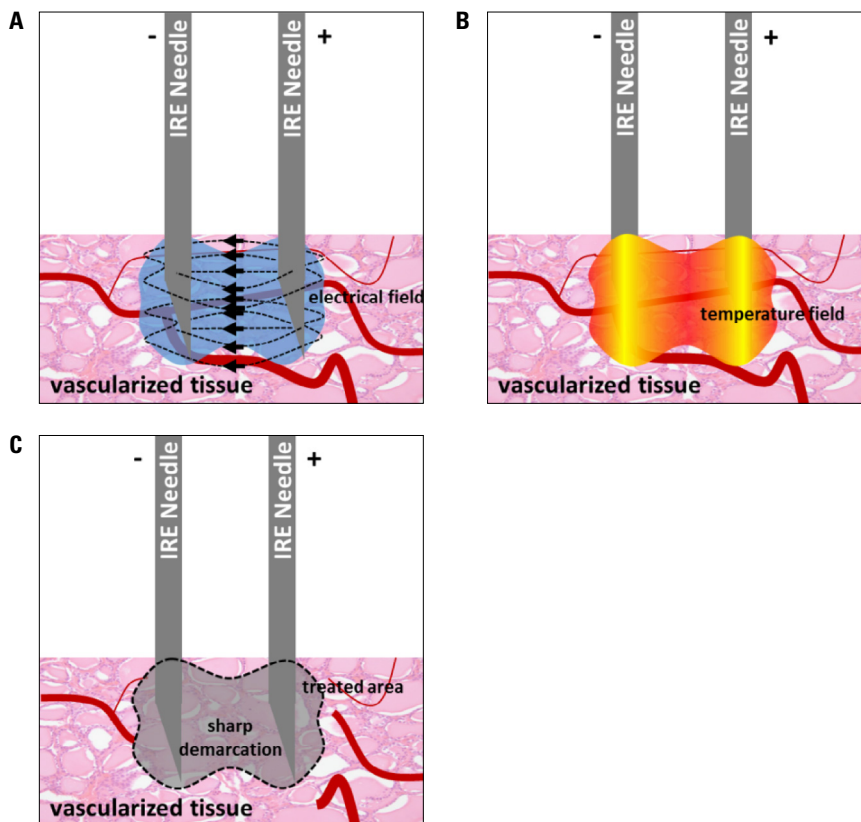 A
-
+
IRE Needle
IRE Needle
electrical field
vascularized tissue
B
-
+
IRE Needle
IRE Needle
temperature field
vascularized tissue
C
-
+
IRE Needle
IRE Needle
treated area
sharp
demarcation
vascularized tissue